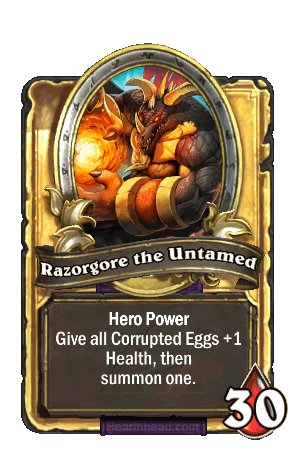 Razorgore the Untamed
Hero Power
Give all Corrupted Eggs +1
Health, then
summon one.
30
Hearthhead.com